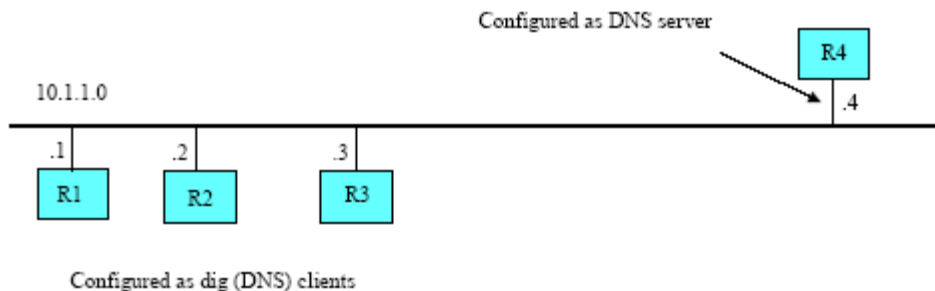 Configured as DNS server
R4
10.1.1.0
.4
.1
.2
.3
R1
R2
R3
Configured as dig (DNS) clients